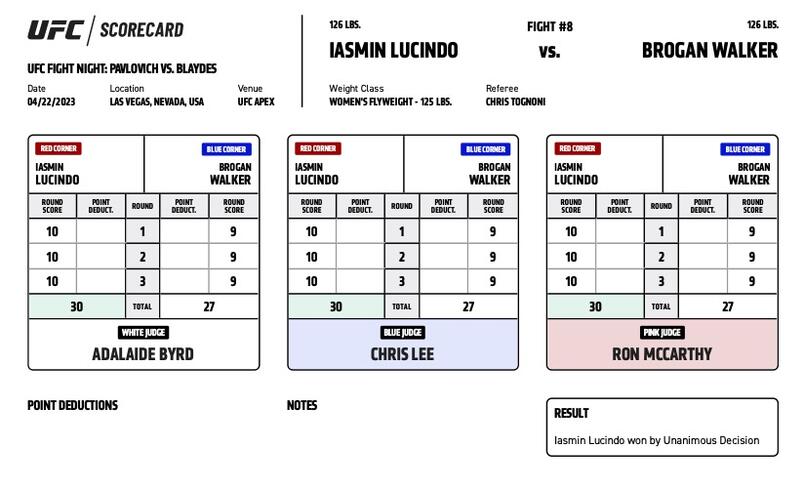 UFC / SCORECARD
UFC FIGHT NIGHT: PAVLOVICH VS. BLAYDES
Date Location Venue
04/22/2023 LAS VEGAS, NEVADA, USA UFC APEX
126 LBS. FIGHT #8 126 LBS.
IASMIN LUCINDO VS. BROGAN WALKER
Weight Class Referee
WOMEN'S FLYWEIGHT - 125 LBS. CHRIS TOGNONI
RED CORNER BLUE CORNER
IASMIN BROGAN
LUCINDO WALKER
ROUND SCORE POINT DEDUCT. ROUND POINT DEDUCT. ROUND SCORE
10 1 9
10 2 9
10 3 9
30 TOTAL 27
WHITE JUDGE
ADALAIDE BYRD
RED CORNER BLUE CORNER
IASMIN BROGAN
LUCINDO WALKER
ROUND SCORE POINT DEDUCT. ROUND POINT DEDUCT. ROUND SCORE
10 1 9
10 2 9
10 3 9
30 TOTAL 27
BLUE JUDGE
CHRIS LEE
RED CORNER BLUE CORNER
IASMIN BROGAN
LUCINDO WALKER
ROUND SCORE POINT DEDUCT. ROUND POINT DEDUCT. ROUND SCORE
10 1 9
10 2 9
10 3 9
30 TOTAL 27
PINK JUDGE
RON MCCARTHY
POINT DEDUCTIONS
NOTES
RESULT
Iasmin Lucindo won by Unanimous Decision